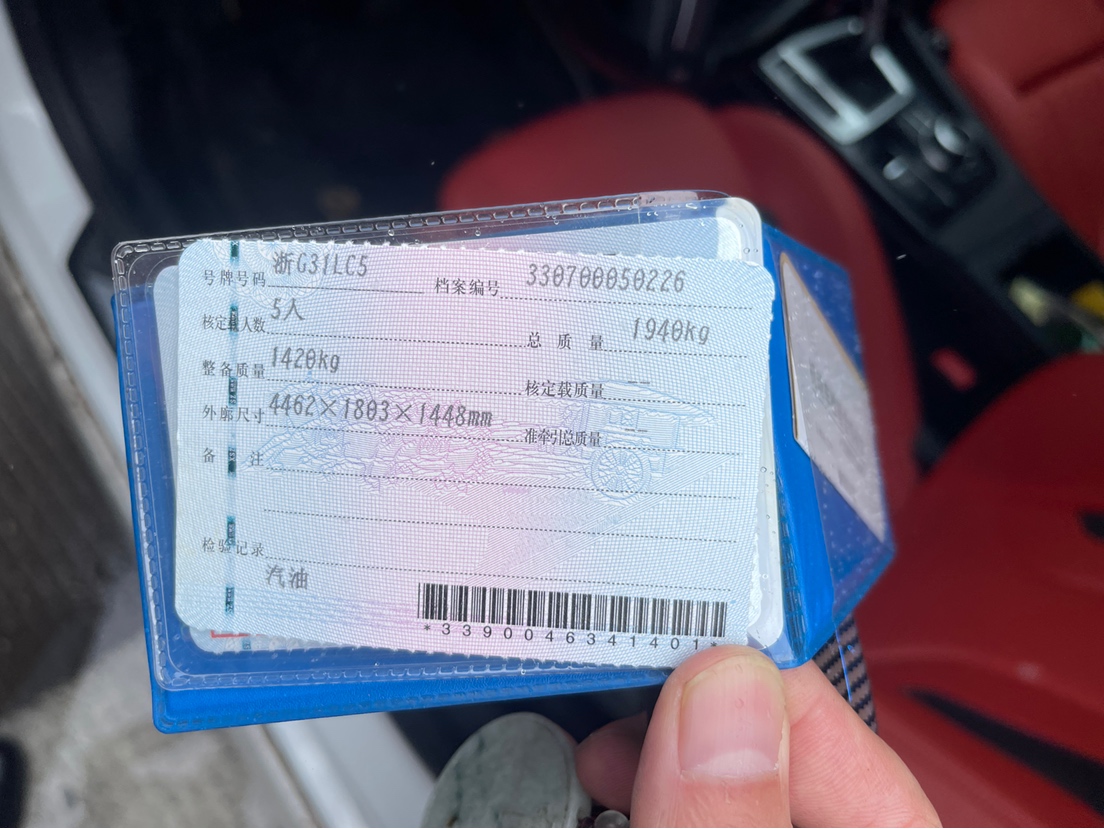 号牌号码 浙G31LC5 档案编号 330700050226
核定载人数 5人 总质量 1940kg
整备质量 1420kg 核定载质量 --
外廓尺寸 4462×1803×1448mm 准牵引总质量 --
备注
检验记录
汽油
*3390046341401*